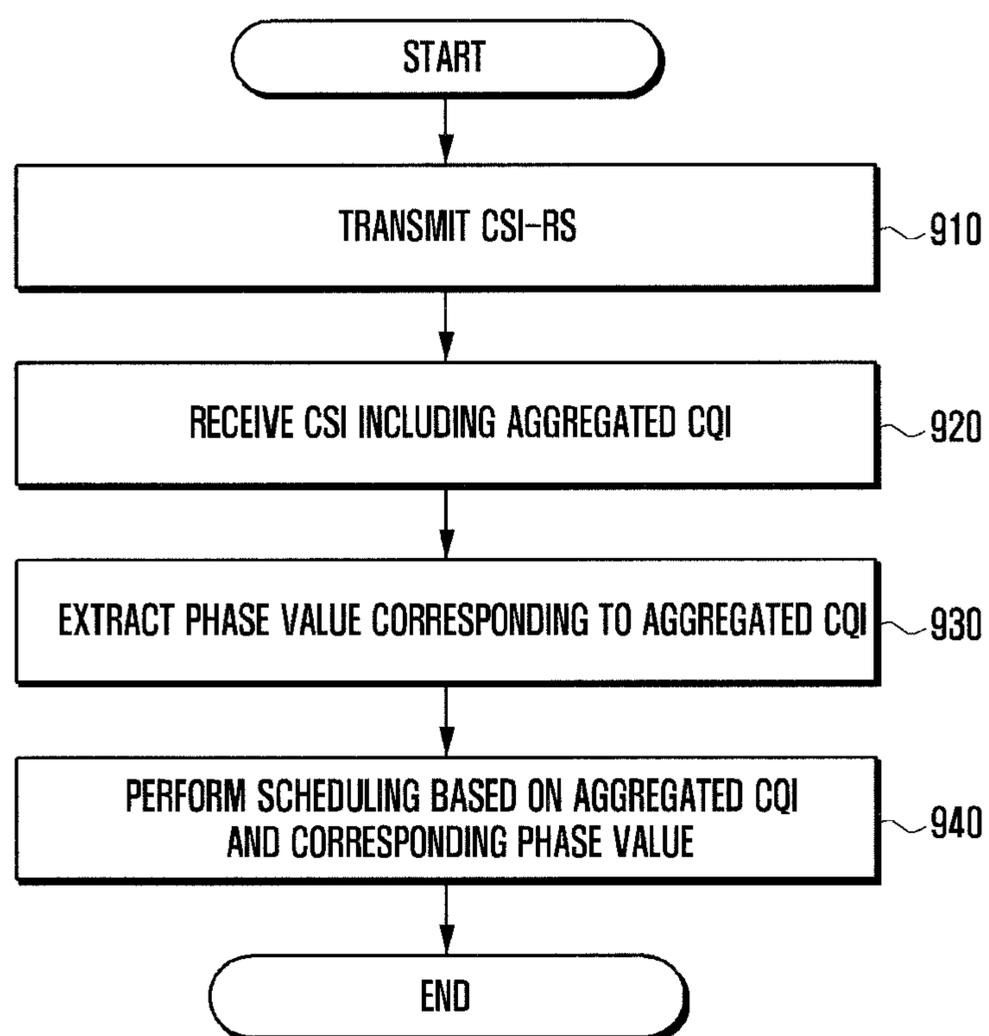 START
TRANSMIT CSI-RS
910
RECEIVE CSI INCLUDING AGGREGATED CQI
920
EXTRACT PHASE VALUE CORRESPONDING TO AGGREGATED CQI
930
PERFORM SCHEDULING BASED ON AGGREGATED CQI
AND CORRESPONDING PHASE VALUE
940
END